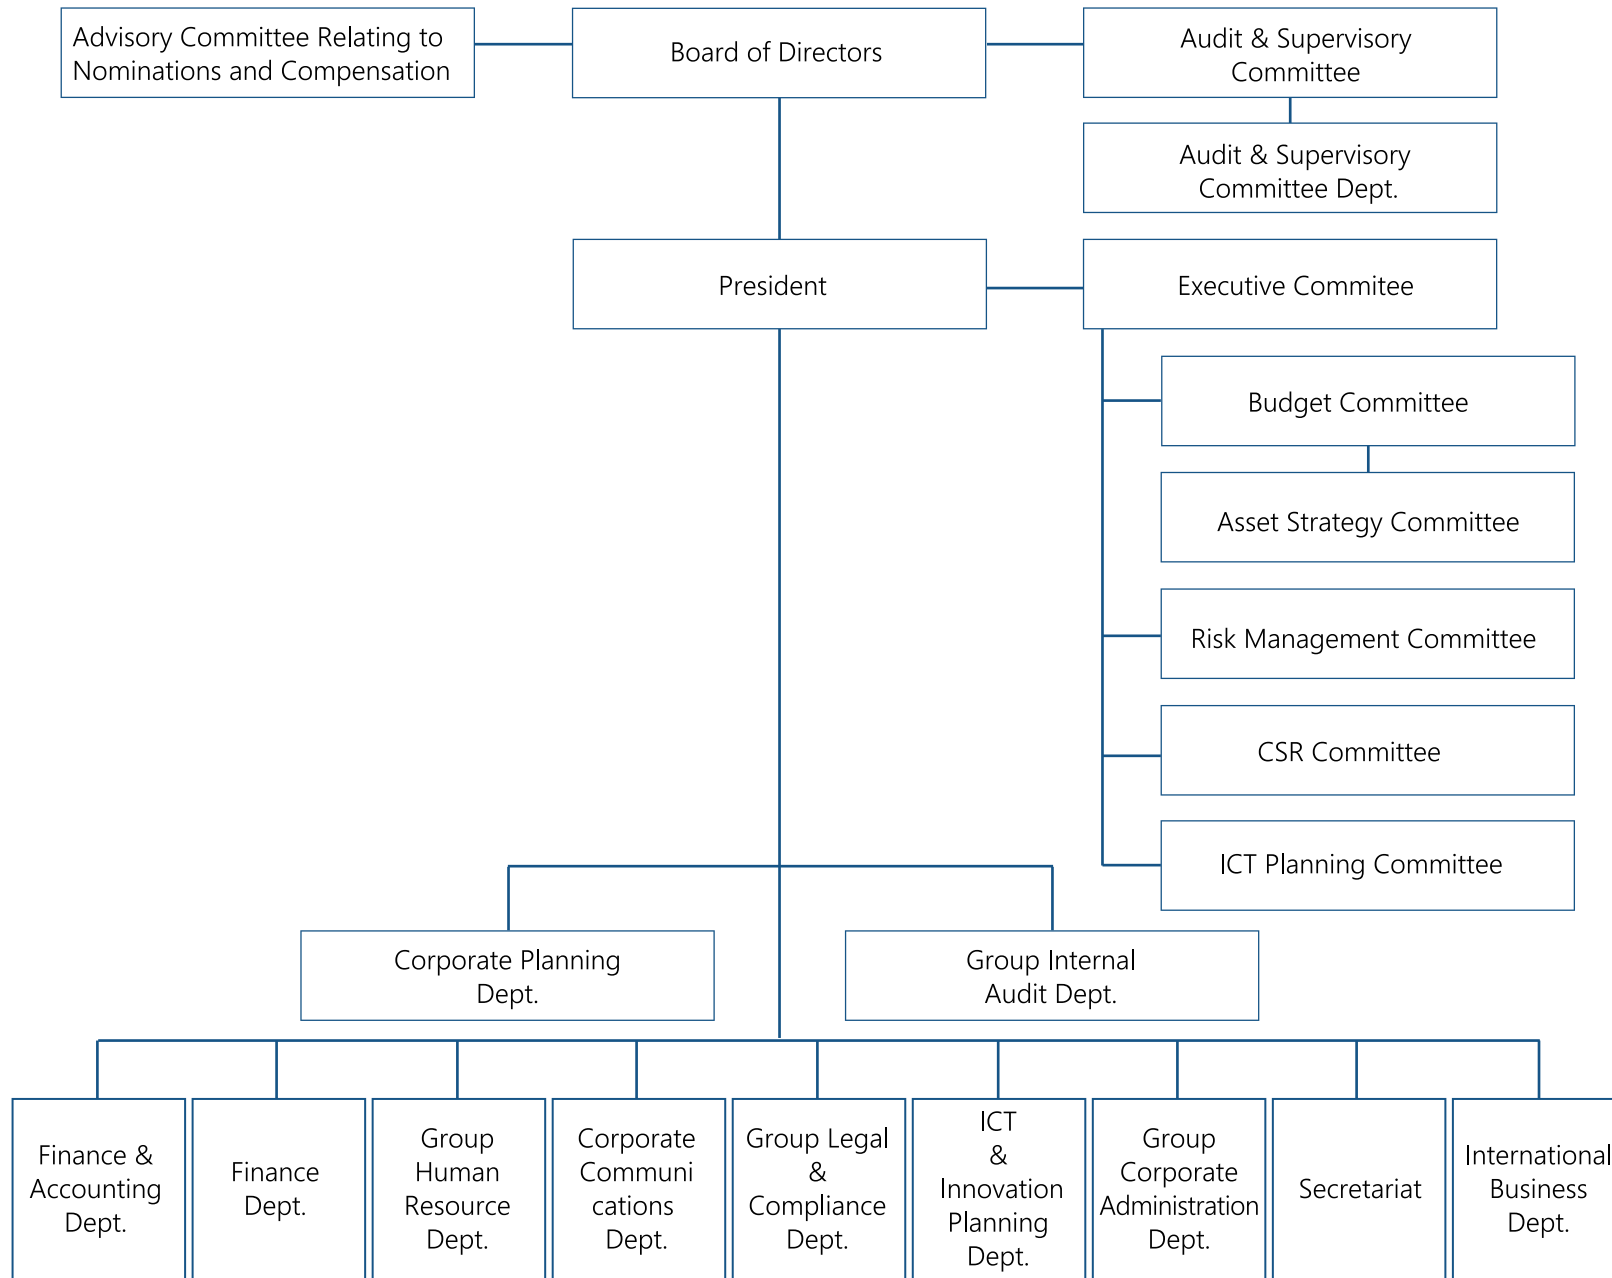 Advisory Committee Relating to
Nominations and Compensation
Board of Directors
Audit & Supervisory
Committee
Audit & Supervisory
Committee Dept.
President
Executive Commitee
Budget Committee
Asset Strategy Committee
Risk Management Committee
CSR Committee
ICT Planning Committee
Corporate Planning
Dept.
Group Internal
Audit Dept.
Finance &
Accounting
Dept.
Finance
Dept.
Group
Human
Resource
Dept.
Corporate
Communi
cations
Dept.
Group Legal
&
Compliance
Dept.
ICT
&
Innovation
Planning
Dept.
Group
Corporate
Administration
Dept.
Secretariat
International
Business
Dept.